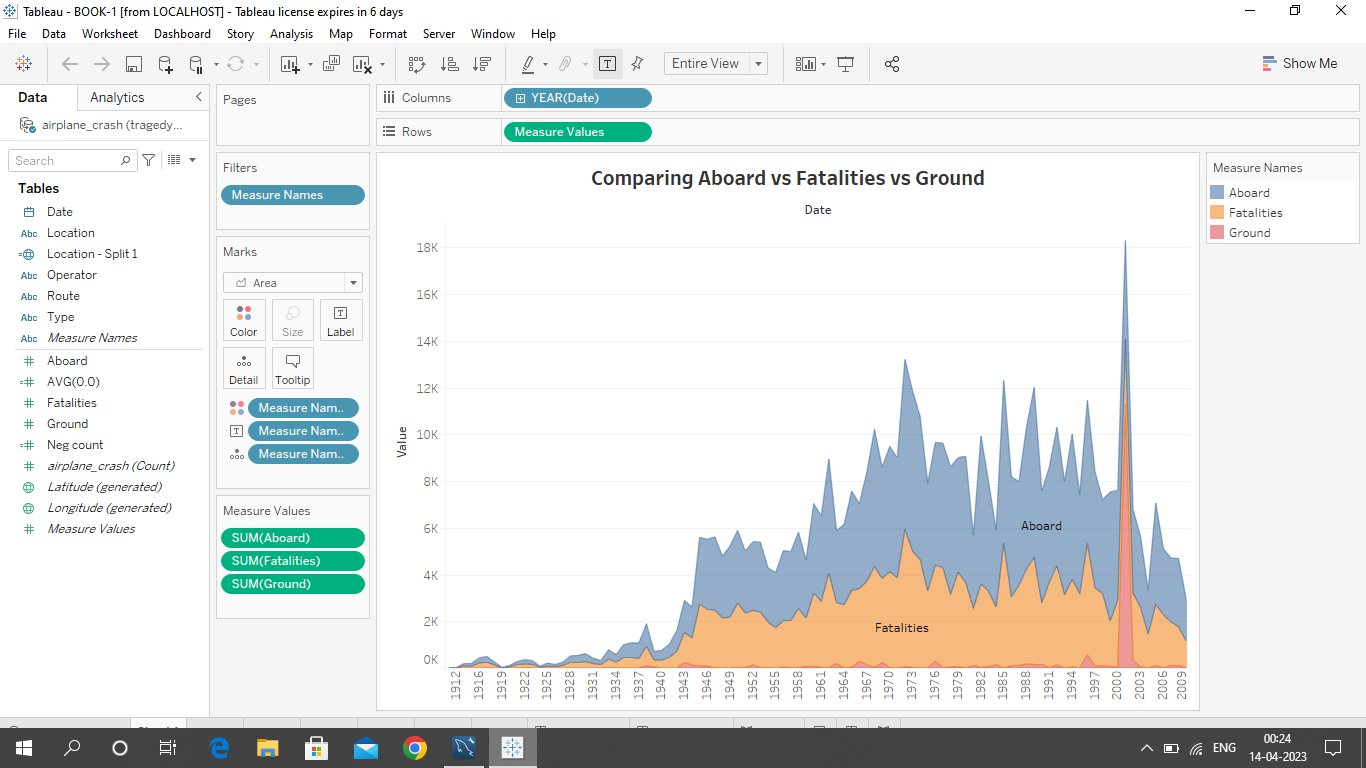 Tableau - BOOK-1 [from LOCALHOST] - Tableau license expires in 6 days
File Data Worksheet Dashboard Story Analysis Map Format Server Window Help
Entire View
Show Me
Data Analytics
airplane_crash (tragedy...
Search
Tables
Date
Abc Location
Location - Split 1
Abc Operator
Abc Route
Abc Type
Abc Measure Names
Aboard
AVG(0.0)
Fatalities
Ground
Neg count
airplane_crash (Count)
Latitude (generated)
Longitude (generated)
Measure Values
Pages
Filters
Measure Names
Marks
Area
Color Size Label
Detail Tooltip
Measure Nam..
Measure Nam..
Measure Nam..
Measure Values
SUM(Aboard)
SUM(Fatalities)
SUM(Ground)
Columns YEAR(Date)
Rows Measure Values
Comparing Aboard vs Fatalities vs Ground
Date
Value
18K
16K
14K
12K
10K
8K
6K
4K
2K
0K
Aboard
Fatalities
1912 1916 1919 1922 1925 1928 1931 1934 1937 1940 1943 1946 1949 1952 1955 1958 1961 1964 1967 1970 1973 1976 1979 1982 1985 1988 1991 1994 1997 2000 2003 2006 2009
Measure Names
Aboard
Fatalities
Ground
ENG
00:24
14-04-2023